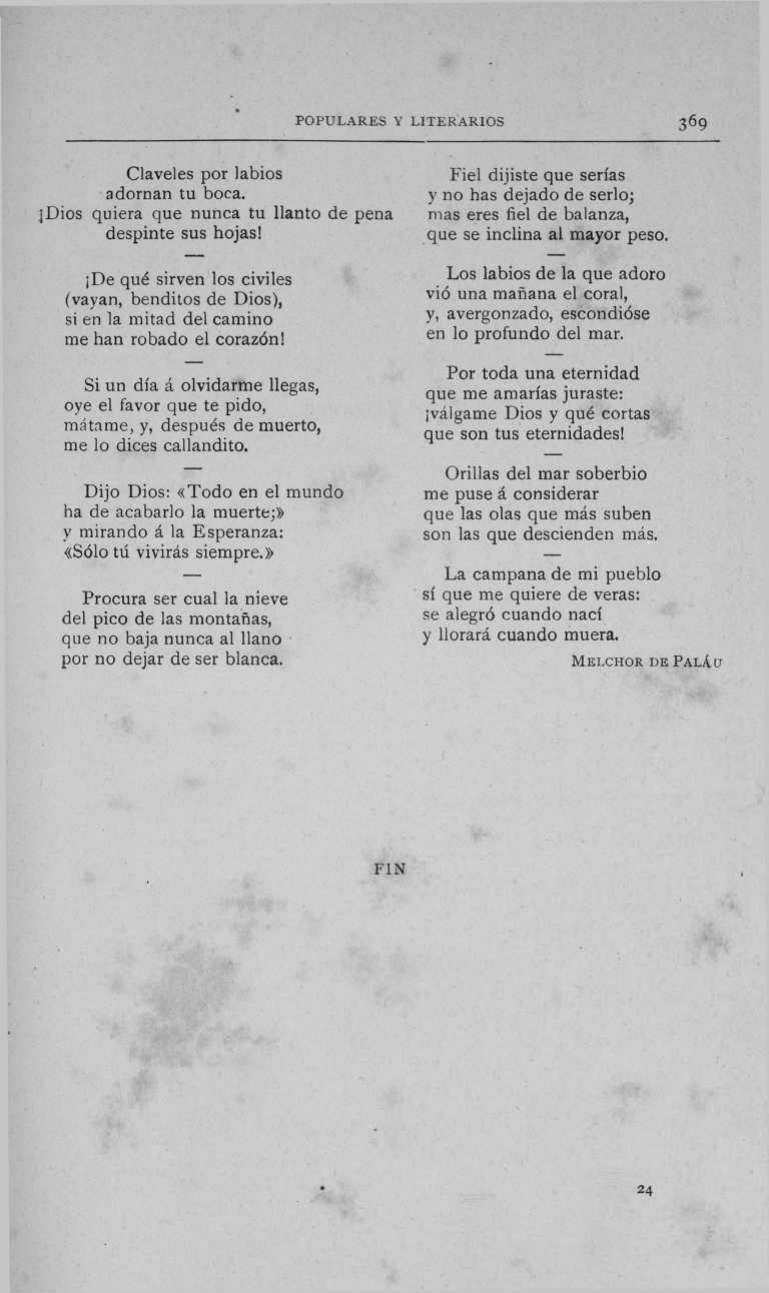 POPULARES Y LITERARIOS 369
Claveles por labios
adornan tu boca.
¡Dios quiera que nunca tu llanto de pena
despinte sus hojas!
—
¡De qué sirven los civiles
(vayan, benditos de Dios),
si en la mitad del camino
me han robado el corazón!
—
Si un día á olvidarme llegas,
oye el favor que te pido,
mátame, y, después de muerto,
me lo dices callandito.
—
Dijo Dios: «Todo en el mundo
ha de acabarlo la muerte;»
y mirando á la Esperanza:
«Sólo tú vivirás siempre.»
—
Procura ser cual la nieve
del pico de las montañas,
que no baja nunca al llano
por no dejar de ser blanca.
Fiel dijiste que serías
y no has dejado de serlo;
mas eres fiel de balanza,
que se inclina al mayor peso.
—
Los labios de la que adoro
vió una mañana el coral,
y, avergonzado, escondióse
en lo profundo del mar.
—
Por toda una eternidad
que me amarías juraste:
¡válgame Dios y qué cortas
que son tus eternidades!
—
Orillas del mar soberbio
me puse á considerar
que las olas que más suben
son las que descienden más.
—
La campana de mi pueblo
sí que me quiere de veras:
se alegró cuando nací
y llorará cuando muera.
MELCHOR DE PALÁU
FIN
24